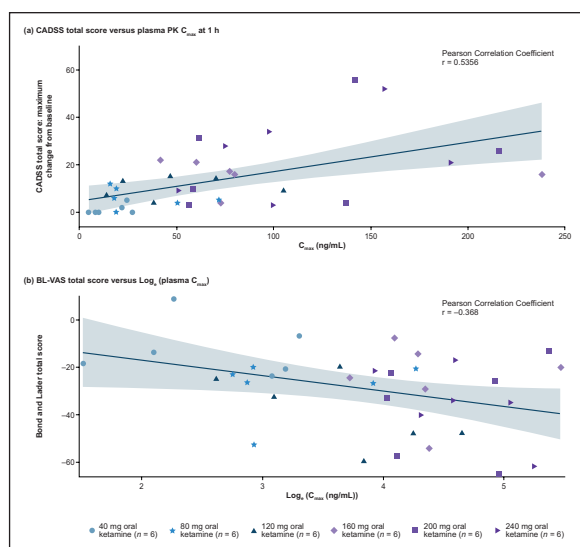 (a) CADSS total score versus plasma PK Cmax at 1 h
Pearson Correlation Coefficient
r = 0.5356
CADSS total score: maximum
change from baseline
60
40
20
0
0 50 100 150 200 250
Cmax (ng/mL)
(b) BL-VAS total score versus Loge (plasma Cmax)
Pearson Correlation Coefficient
r = −0.368
Bond and Lader total score
0
−20
−40
−60
2 3 4 5
Loge (Cmax (ng/mL))
40 mg oral
ketamine (n = 6)
80 mg oral
ketamine (n = 6)
120 mg oral
ketamine (n = 6)
160 mg oral
ketamine (n = 6)
200 mg oral
ketamine (n = 6)
240 mg oral
ketamine (n = 6)